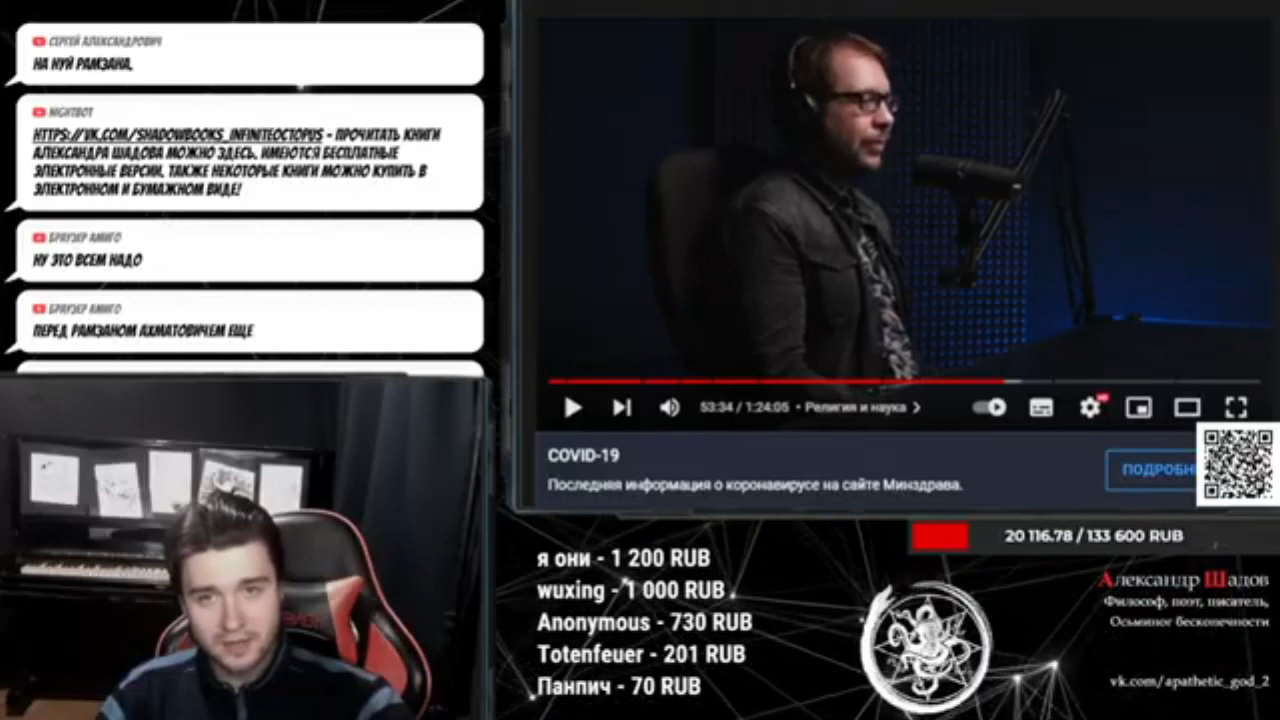 СЕРГЕЙ АЛЕКСАНДРОВИЧ
НА НУЙ РАМЗАНА,
NIGHTBOT
HTTPS://VK.COM/SHADOWBOOKS_INFINITEOCTOPUS - ПРОЧИТАТЬ КНИГИ
АЛЕКСАНДРА ШАДОВА МОЖНО ЗДЕСЬ. ИМЕЮТСЯ БЕСПЛАТНЫЕ
ЭЛЕКТРОННЫЕ ВЕРСИИ, ТАКЖЕ НЕКОТОРЫЕ КНИГИ МОЖНО КУПИТЬ В
ЭЛЕКТРОННОМ И БУМАЖНОМ ВИДЕ!
БРАУЗЕР АМИГО
НУ ЭТО ВСЕМ НАДО
БРАУЗЕР АМИГО
ПЕРЕД РАМЗАНОМ АХМАТОВИЧЕМ ЕЩЕ
53:34 / 1:24:05 • Религия и наука
COVID-19
Последняя информация о коронавирусе на сайте Минздрава.
ПОДРОБН
20 116.78 / 133 600 RUB
я они - 1 200 RUB
wuxing - 1 000 RUB
Anonymous - 730 RUB
Totenfeuer - 201 RUB
Панпич - 70 RUB
Александр Шадов
Философ, поэт, писатель,
Осьминог бесконечности
vk.com/apathetic_god_2